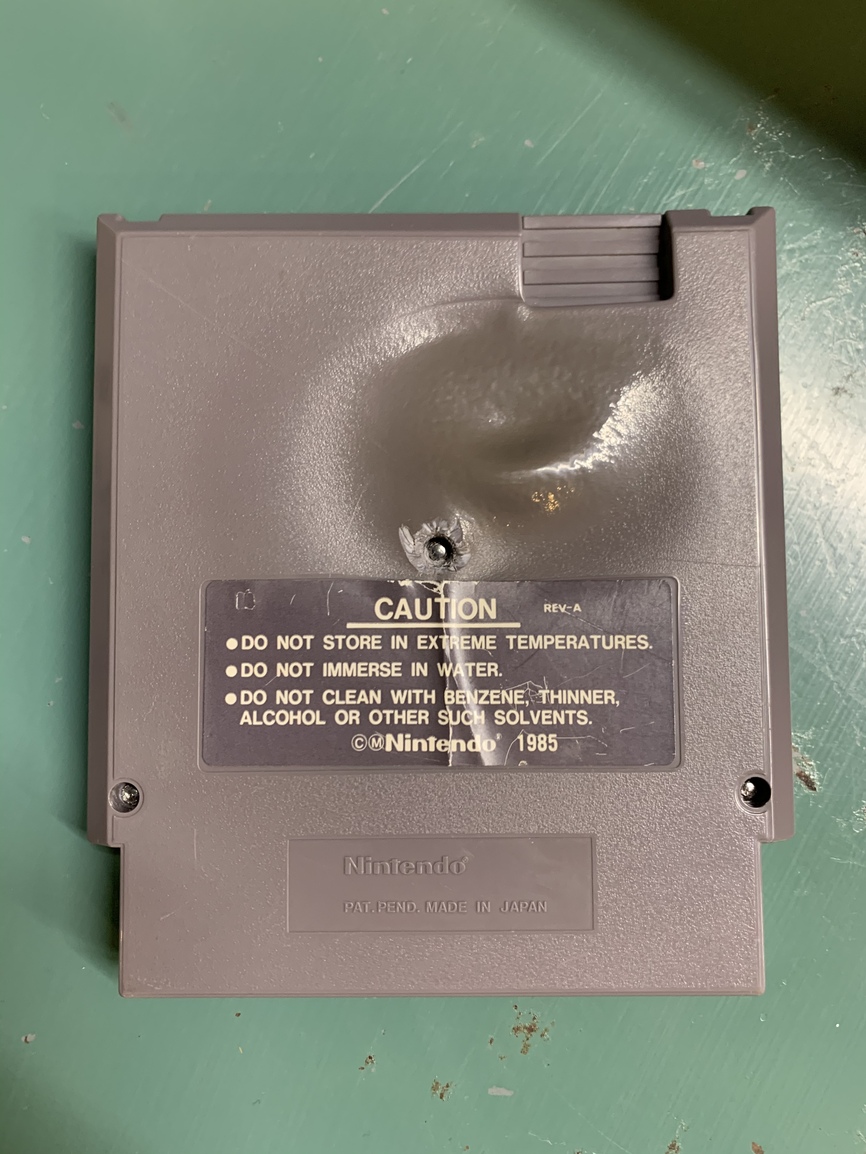 CAUTION REV-A
●DO NOT STORE IN EXTREME TEMPERATURES.
●DO NOT IMMERSE IN WATER.
●DO NOT CLEAN WITH BENZENE, THINNER,
ALCOHOL OR OTHER SUCH SOLVENTS.
©ⓂNintendo® 1985
Nintendo®
PAT. PEND. MADE IN JAPAN